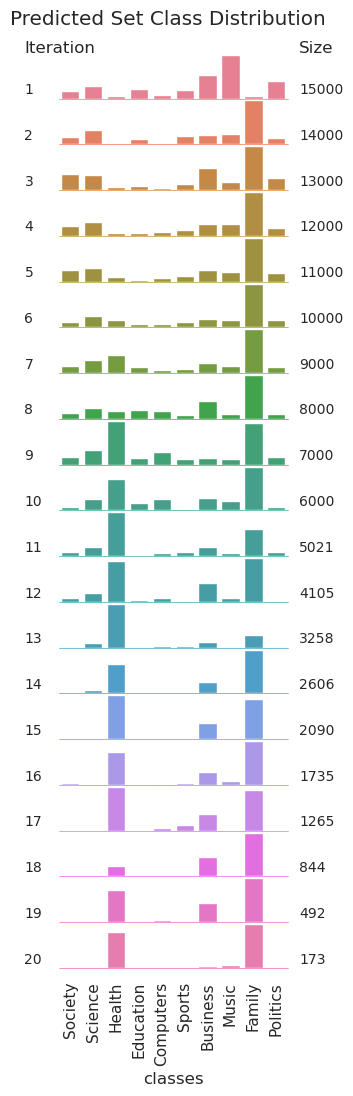 Predicted Set Class Distribution
Iteration Size
1 15000
2 14000
3 13000
4 12000
5 11000
6 10000
7 9000
8 8000
9 7000
10 6000
11 5021
12 4105
13 3258
14 2606
15 2090
16 1735
17 1265
18 844
19 492
20 173
Society
Science
Health
Education
Computers
Sports
Business
Music
Family
Politics
classes